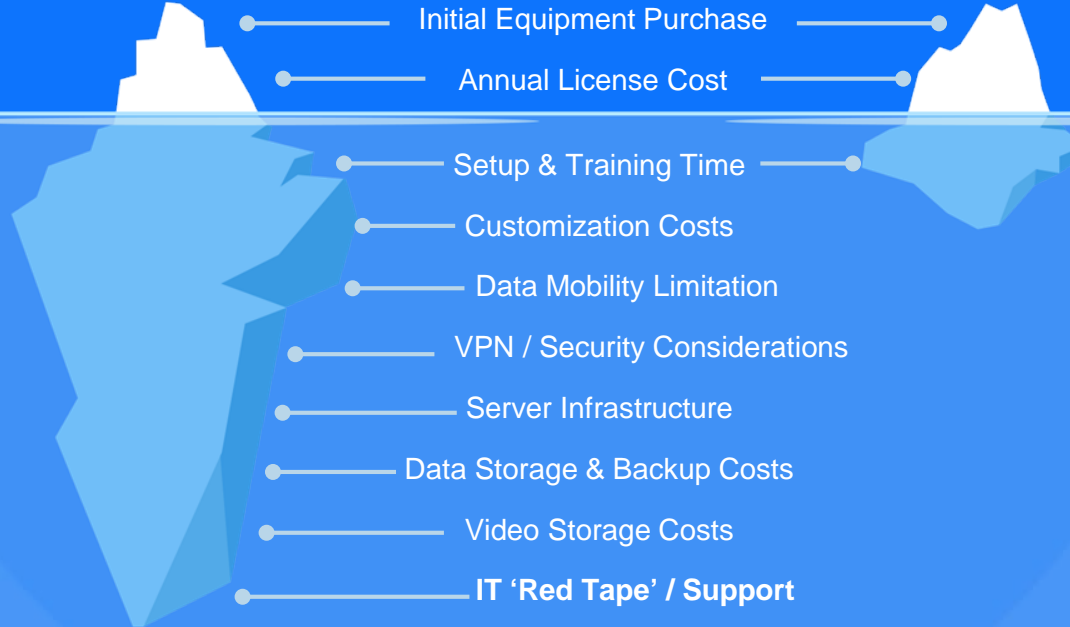 Initial Equipment Purchase
Annual License Cost
Setup & Training Time
Customization Costs
Data Mobility Limitation
VPN / Security Considerations
Server Infrastructure
Data Storage & Backup Costs
Video Storage Costs
IT ‘Red Tape’ / Support